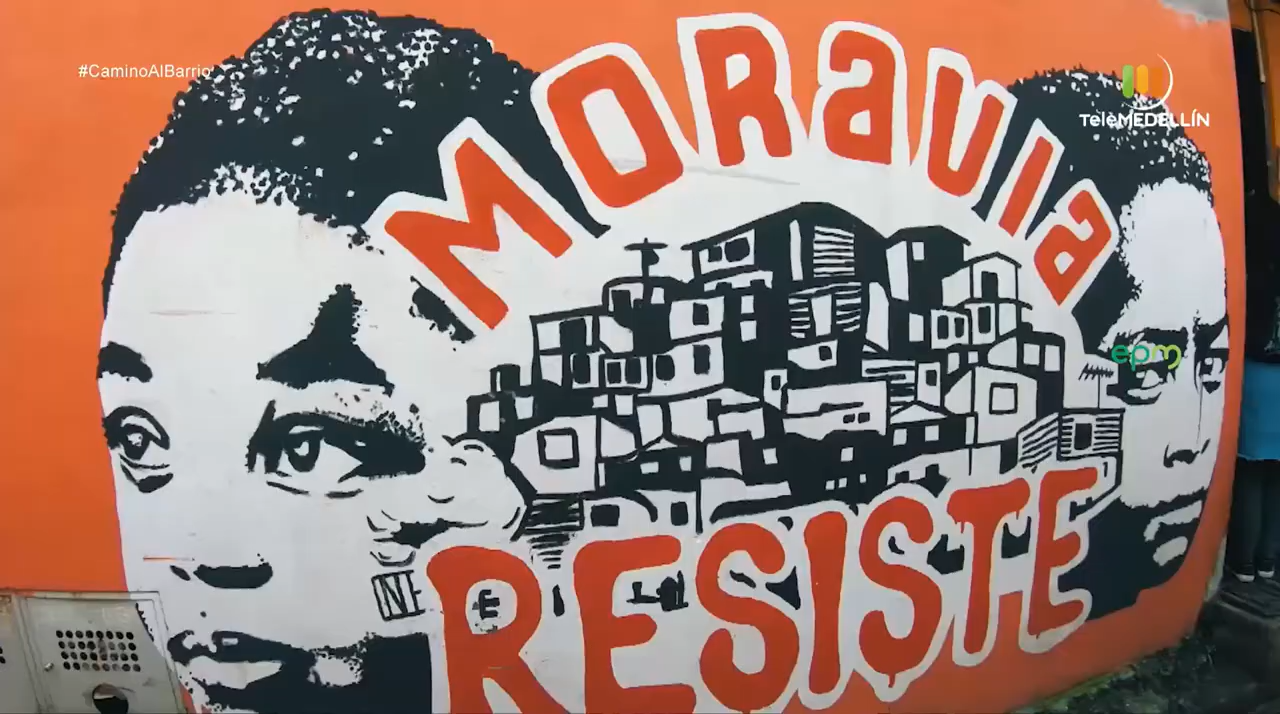 #CaminoAlBarrio
TeleMEDELLÍN
MORaVIa
epm
RESISTE